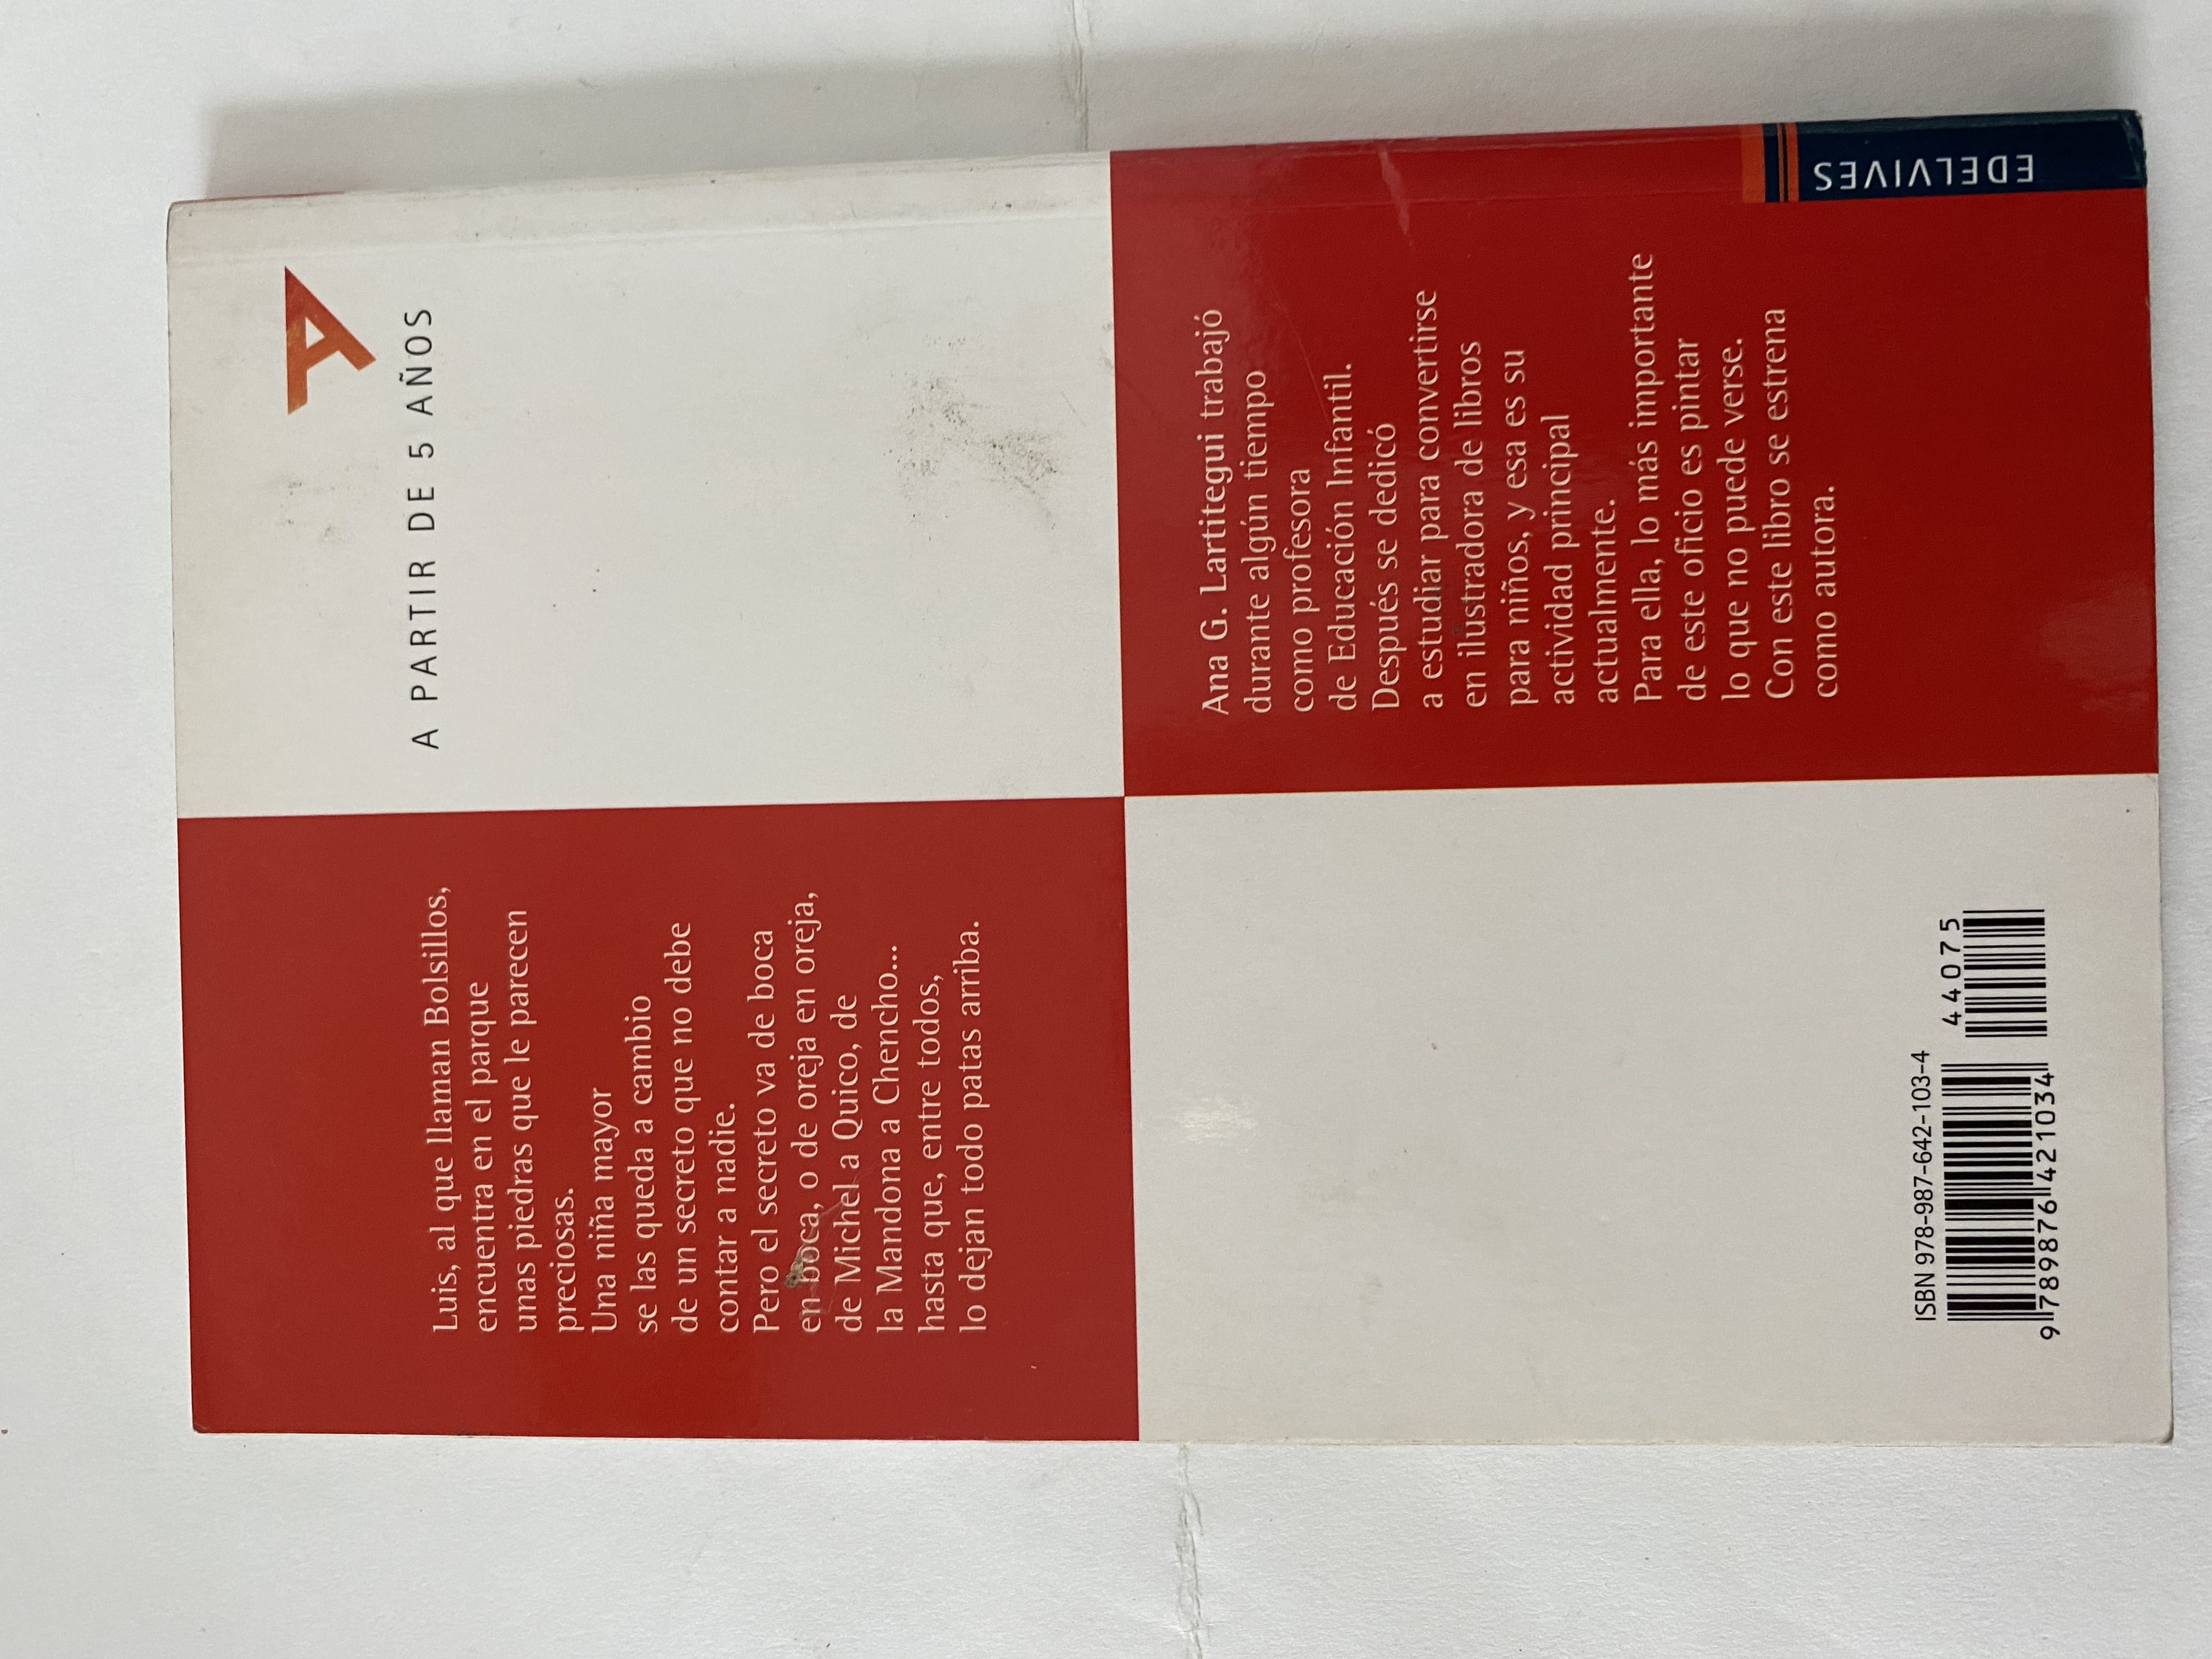 Luis, al que llaman Bolsillos,
encuentra en el parque
unas piedras que le parecen
preciosas.
Una niña mayor
se las queda a cambio
de un secreto que no debe
contar a nadie.
Pero el secreto va de boca
en boca, o de oreja en oreja,
de Michel a Quico, de
la Mandona a Chencho...
hasta que, entre todos,
lo dejan todo patas arriba.
A PARTIR DE 5 AÑOS
Ana G. Lartitegui trabajó
durante algún tiempo
como profesora
de Educación Infantil.
Después se dedicó
a estudiar para convertirse
en ilustradora de libros
para niños, y esa es su
actividad principal
actualmente.
Para ella, lo más importante
de este oficio es pintar
lo que no puede verse.
Con este libro se estrena
como autora.
ISBN 978-987-642-103-4
44075
9 789876 421034
EDELVIVES